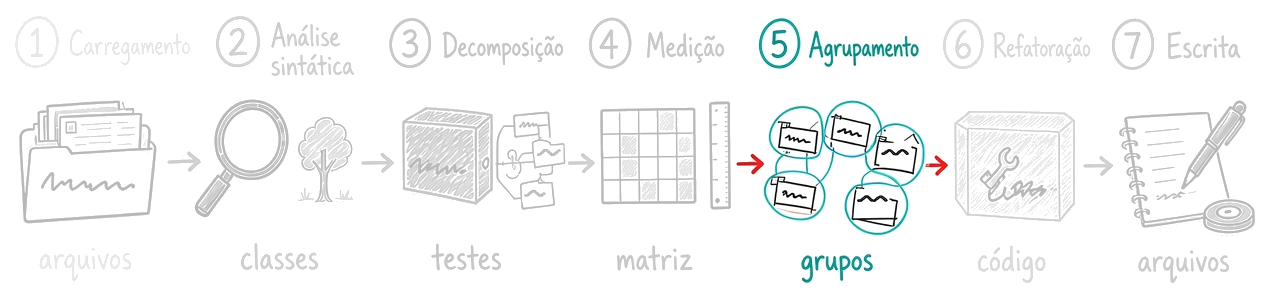 1 Carregamento
2 Análise
sintática
3 Decomposição
4 Medição
5 Agrupamento
6 Refatoração
7 Escrita
arquivos
classes
testes
matriz
grupos
código
arquivos